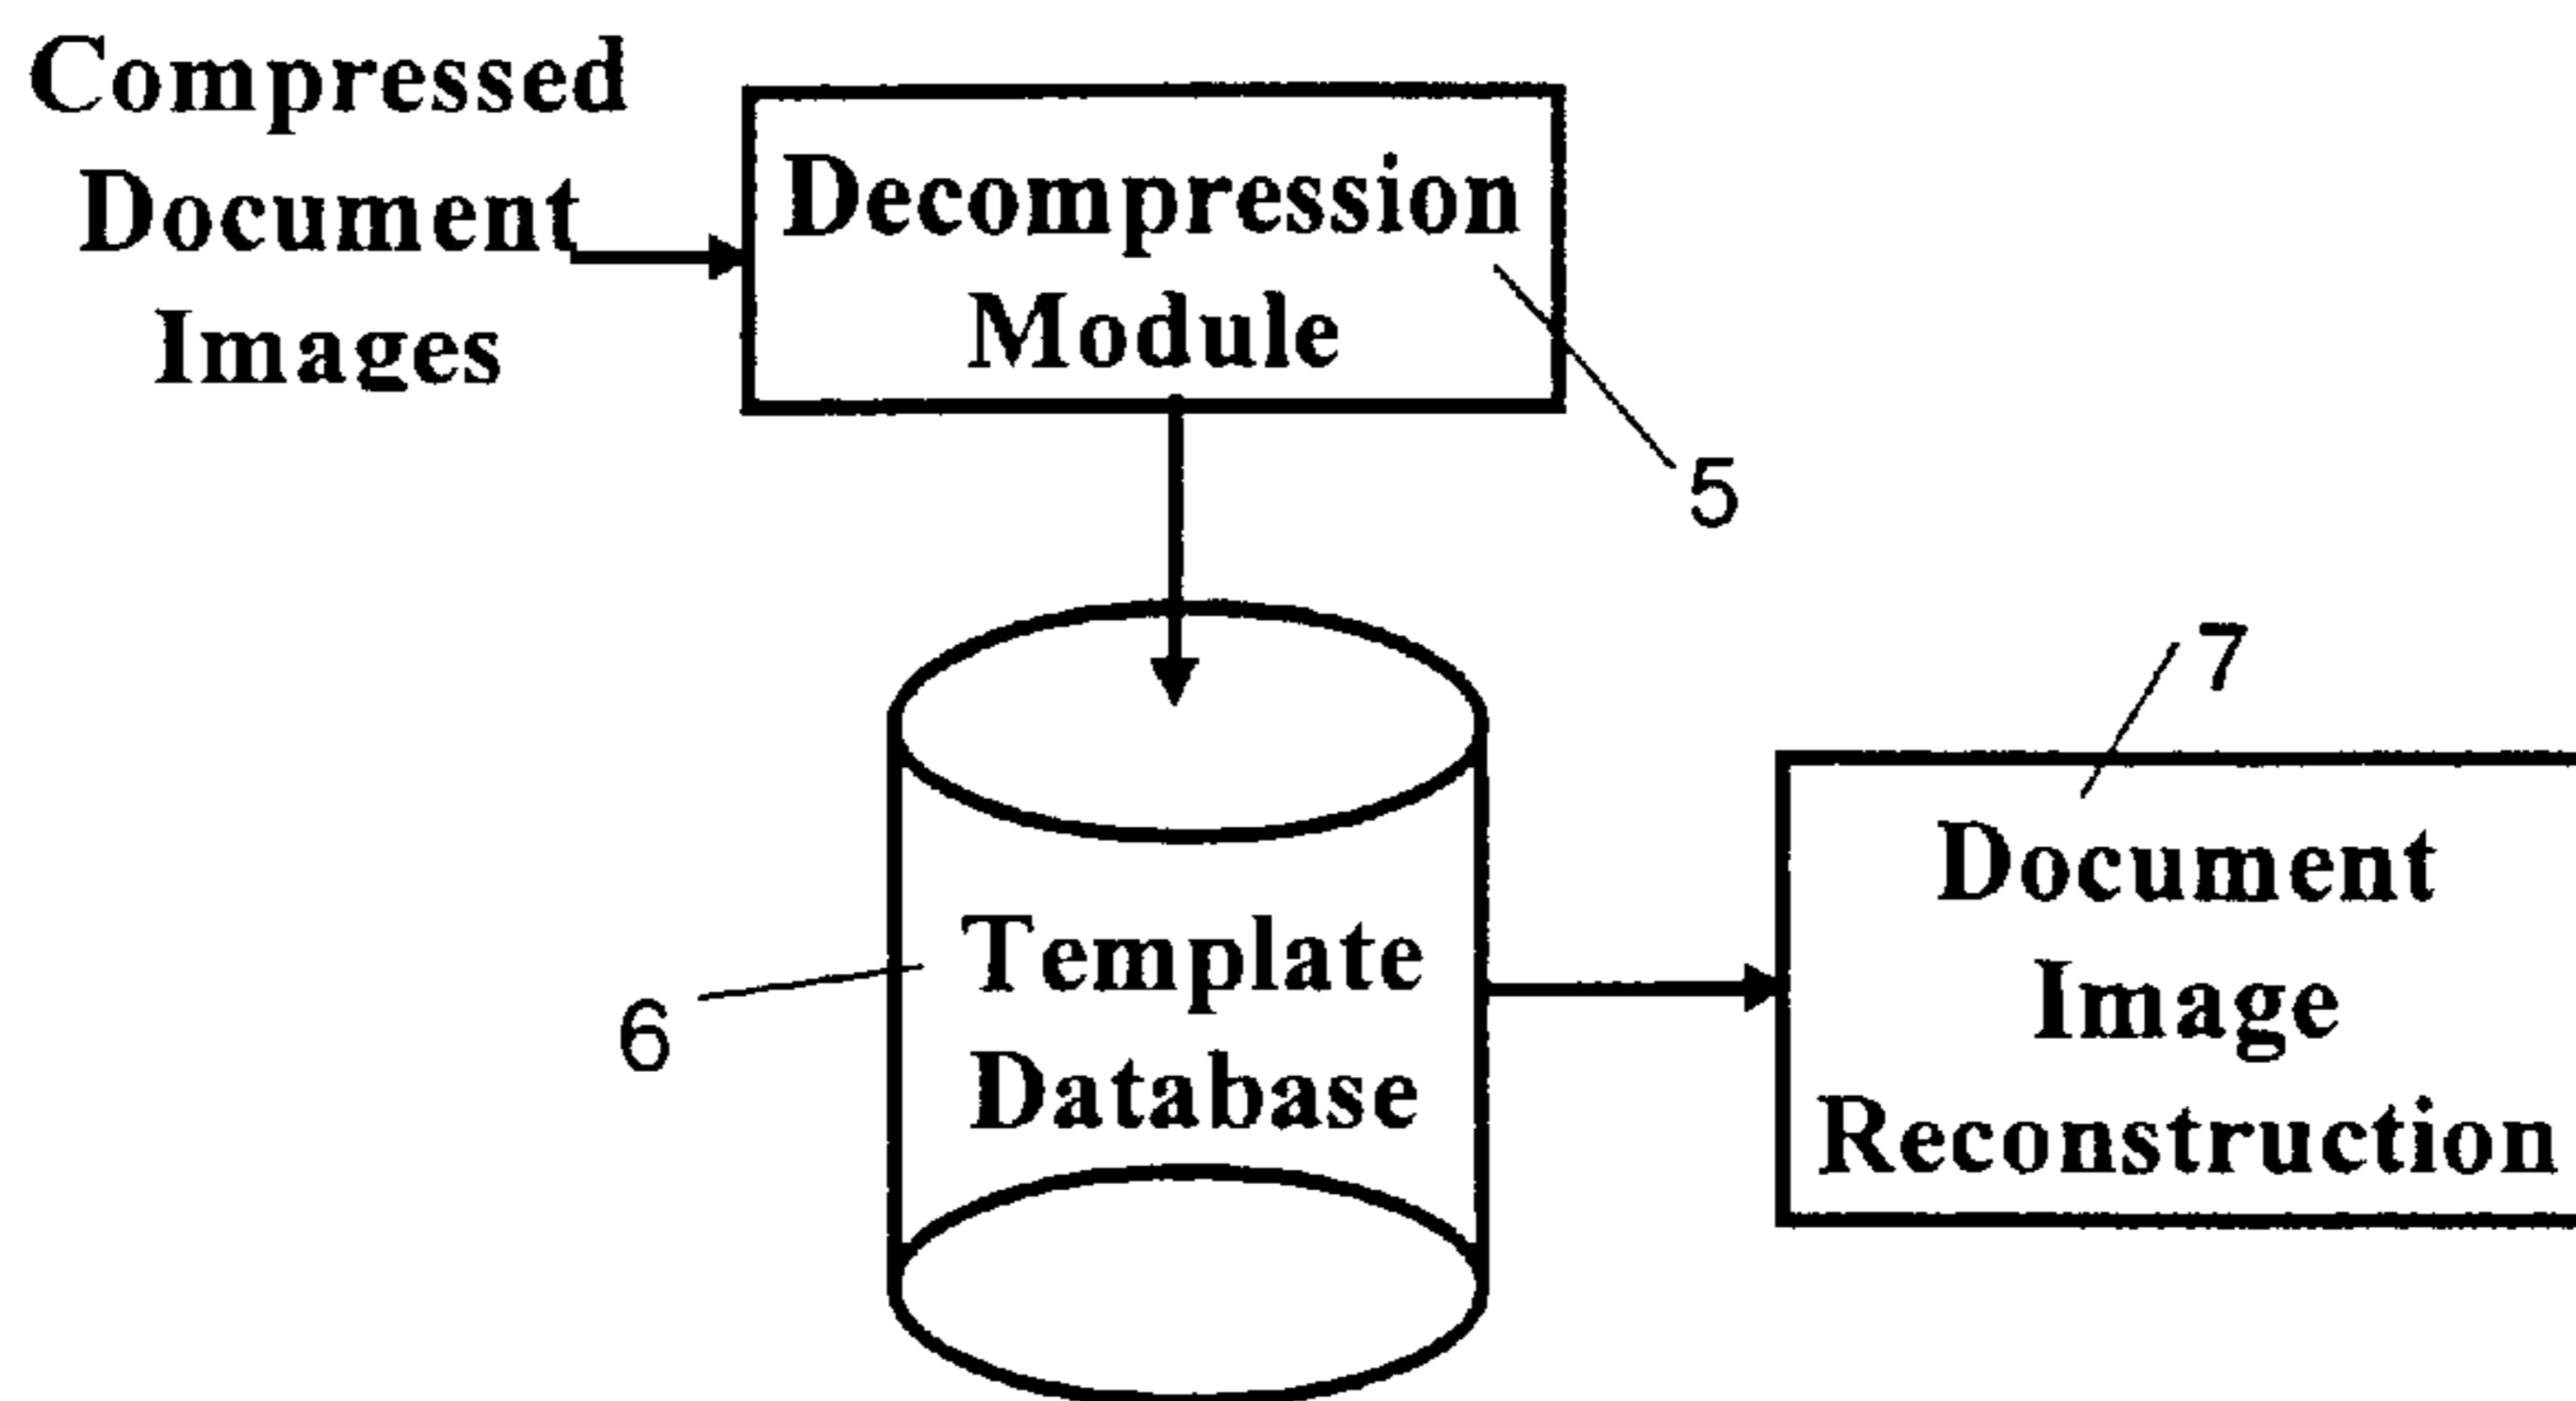 Compressed
Document
Images
Decompression
Module
5
6
Template
Database
7
Document
Image
Reconstruction